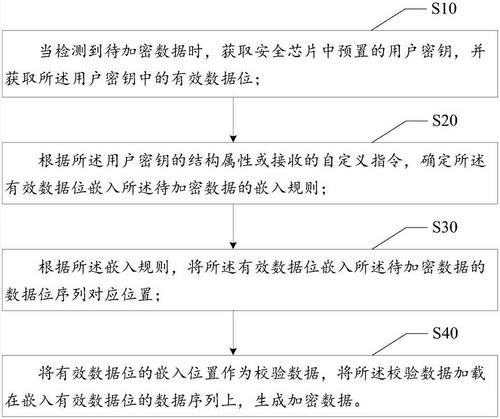 S10
当检测到待加密数据时，获取安全芯片中预置的用户密钥，并
获取所述用户密钥中的有效数据位；
S20
根据所述用户密钥的结构属性或接收的自定义指令，确定所述
有效数据位嵌入所述待加密数据的嵌入规则；
S30
根据所述嵌入规则，将所述有效数据位嵌入所述待加密数据的
数据位序列对应位置；
S40
将有效数据位的嵌入位置作为校验数据，将所述校验数据加载
在嵌入有效数据位的数据序列上，生成加密数据。